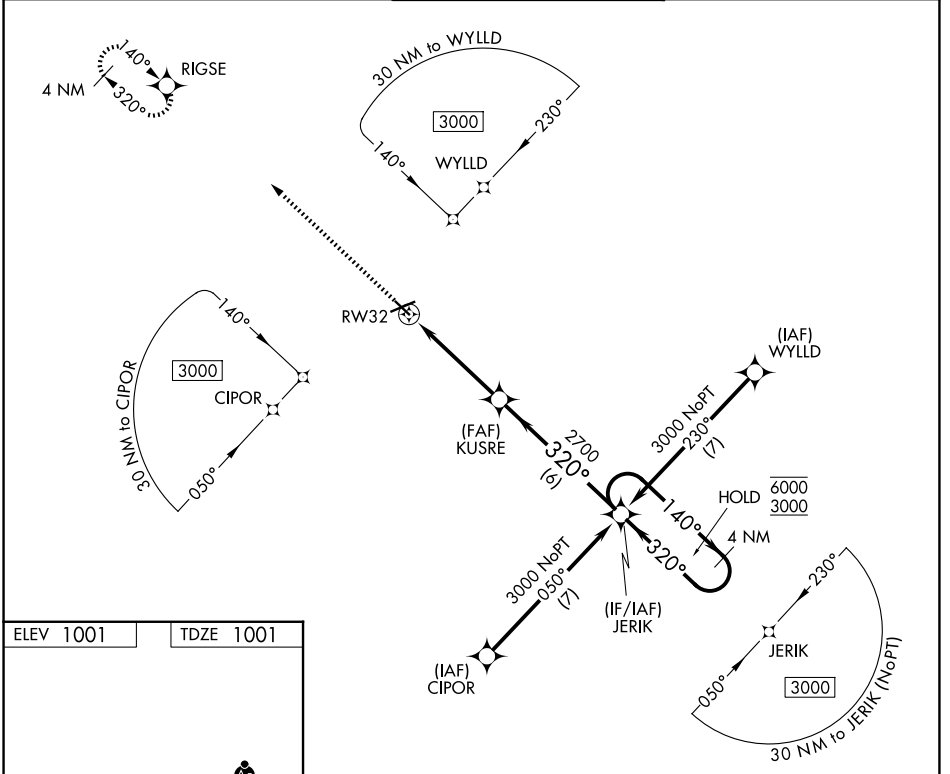 140°
RIGSE
4 NM
320°
30 NM to WYLLD
3000
230°
140°
WYLLD
RW32
140°
3000
CIPOR
30 NM to CIPOR
050°
(IAF)
WYLLD
3000 NoPT
230°
(7)
(FAF)
KUSRE
2700
320°
(6)
HOLD
6000
3000
140°
4 NM
320°
3000 NoPT
050°
(7)
(IF/IAF)
JERIK
(IAF)
CIPOR
230°
JERIK
050°
3000
30 NM to JERIK (NoPT)
ELEV 1001
TDZE 1001